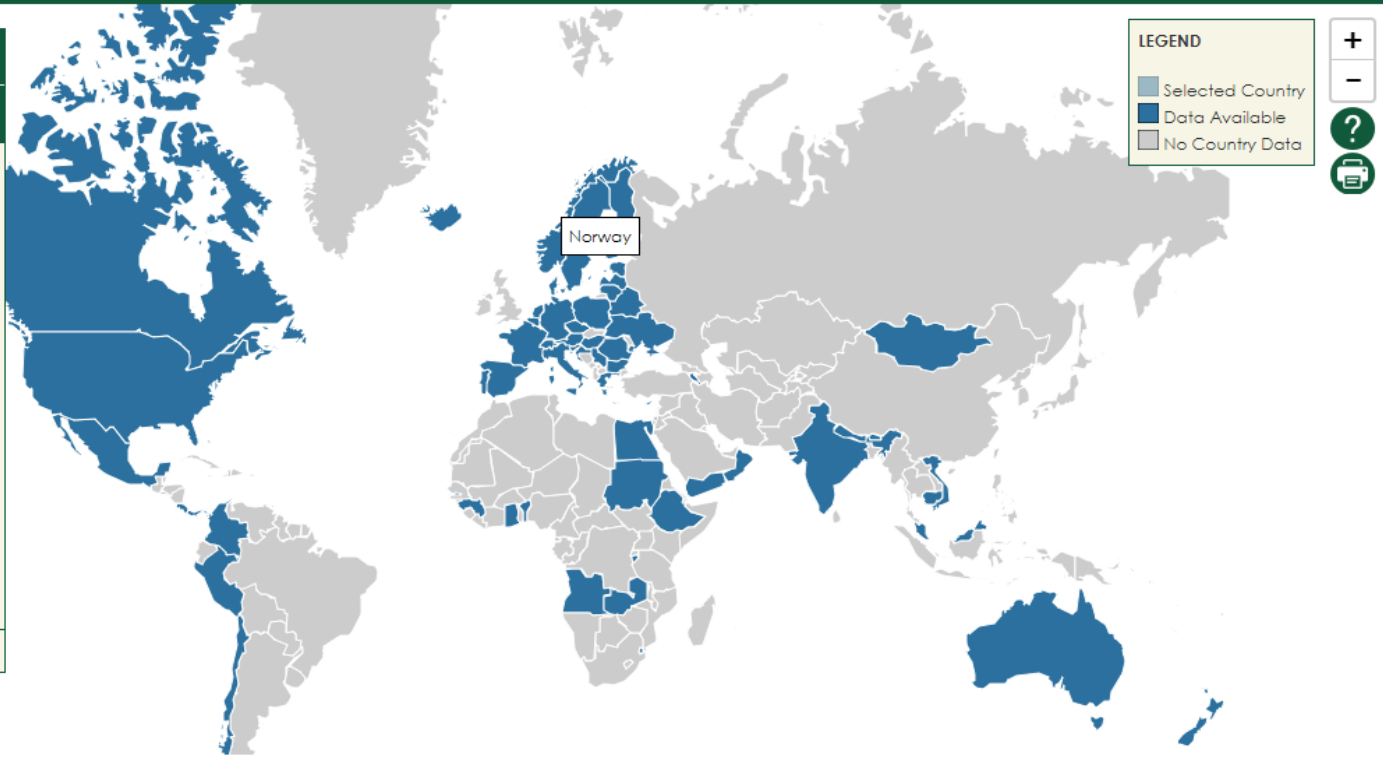 LEGEND
Selected Country
Data Available
No Country Data
+
−
?
Norway